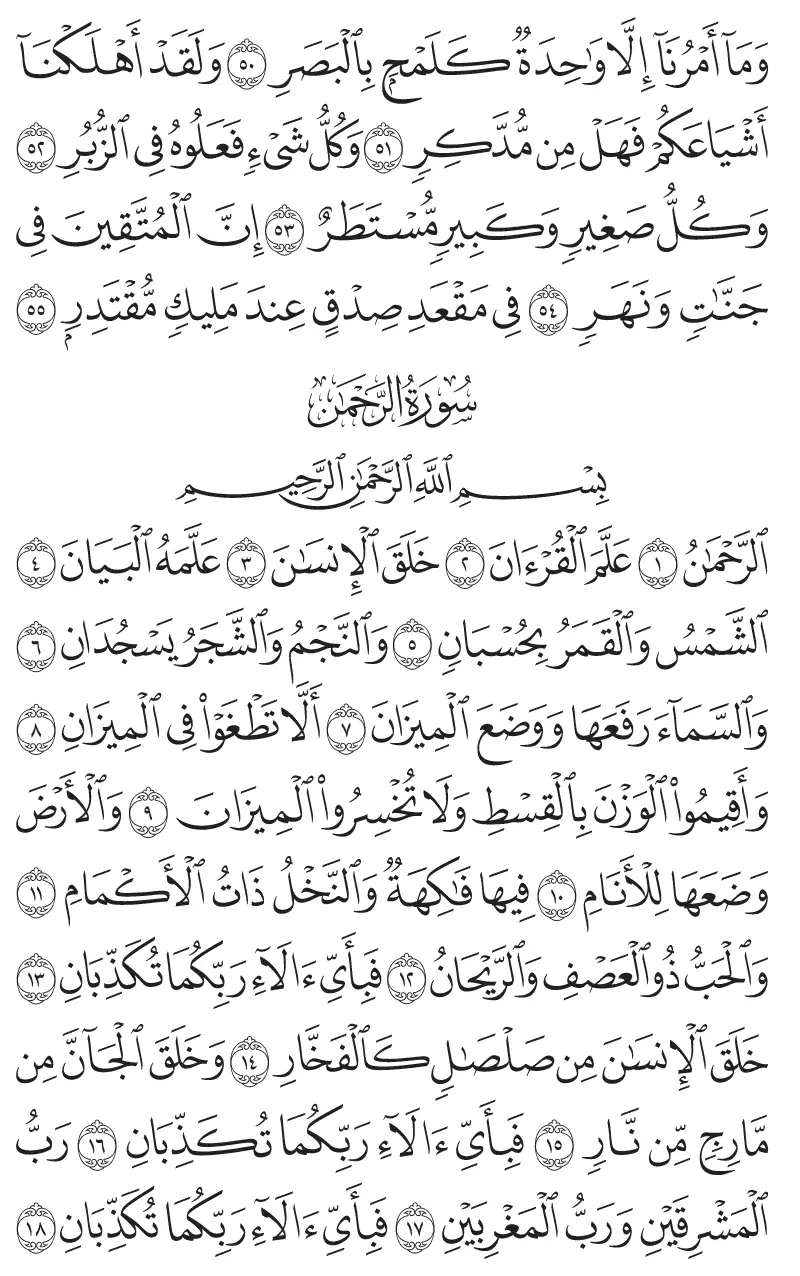 وَمَآ أَمۡرُنَآ إِلَّا وَٰحِدَةٞ كَلَمۡحِۭ بِٱلۡبَصَرِ ٥٠ وَلَقَدۡ أَهۡلَكۡنَآ
أَشۡيَاعَكُمۡ فَهَلۡ مِن مُّدَّكِرٖ ٥١ وَكُلُّ شَيۡءٖ فَعَلُوهُ فِي ٱلزُّبُرِ ٥٢
وَكُلُّ صَغِيرٖ وَكَبِيرٖ مُّسۡتَطَرٌ ٥٣ إِنَّ ٱلۡمُتَّقِينَ فِي
جَنَّٰتٖ وَنَهَرٖ ٥٤ فِي مَقۡعَدِ صِدۡقٍ عِندَ مَلِيكٖ مُّقۡتَدِرِۭ ٥٥
سُورَةُ الرَّحۡمَٰن
بِسۡمِ ٱللَّهِ ٱلرَّحۡمَٰنِ ٱلرَّحِيمِ
ٱلرَّحۡمَٰنُ ١ عَلَّمَ ٱلۡقُرۡءَانَ ٢ خَلَقَ ٱلۡإِنسَٰنَ ٣ عَلَّمَهُ ٱلۡبَيَانَ ٤
ٱلشَّمۡسُ وَٱلۡقَمَرُ بِحُسۡبَانٖ ٥ وَٱلنَّجۡمُ وَٱلشَّجَرُ يَسۡجُدَانِ ٦
وَٱلسَّمَآءَ رَفَعَهَا وَوَضَعَ ٱلۡمِيزَانَ ٧ أَلَّا تَطۡغَوۡاْ فِي ٱلۡمِيزَانِ ٨
وَأَقِيمُواْ ٱلۡوَزۡنَ بِٱلۡقِسۡطِ وَلَا تُخۡسِرُواْ ٱلۡمِيزَانَ ٩ وَٱلۡأَرۡضَ
وَضَعَهَا لِلۡأَنَامِ ١٠ فِيهَا فَٰكِهَةٞ وَٱلنَّخۡلُ ذَاتُ ٱلۡأَكۡمَامِ ١١
وَٱلۡحَبُّ ذُو ٱلۡعَصۡفِ وَٱلرَّيۡحَانُ ١٢ فَبِأَيِّ ءَالَآءِ رَبِّكُمَا تُكَذِّبَانِ ١٣
خَلَقَ ٱلۡإِنسَٰنَ مِن صَلۡصَٰلٖ كَٱلۡفَخَّارِ ١٤ وَخَلَقَ ٱلۡجَآنَّ مِن
مَّارِجٖ مِّن نَّارٖ ١٥ فَبِأَيِّ ءَالَآءِ رَبِّكُمَا تُكَذِّبَانِ ١٦ رَبُّ
ٱلۡمَشۡرِقَيۡنِ وَرَبُّ ٱلۡمَغۡرِبَيۡنِ ١٧ فَبِأَيِّ ءَالَآءِ رَبِّكُمَا تُكَذِّبَانِ ١٨